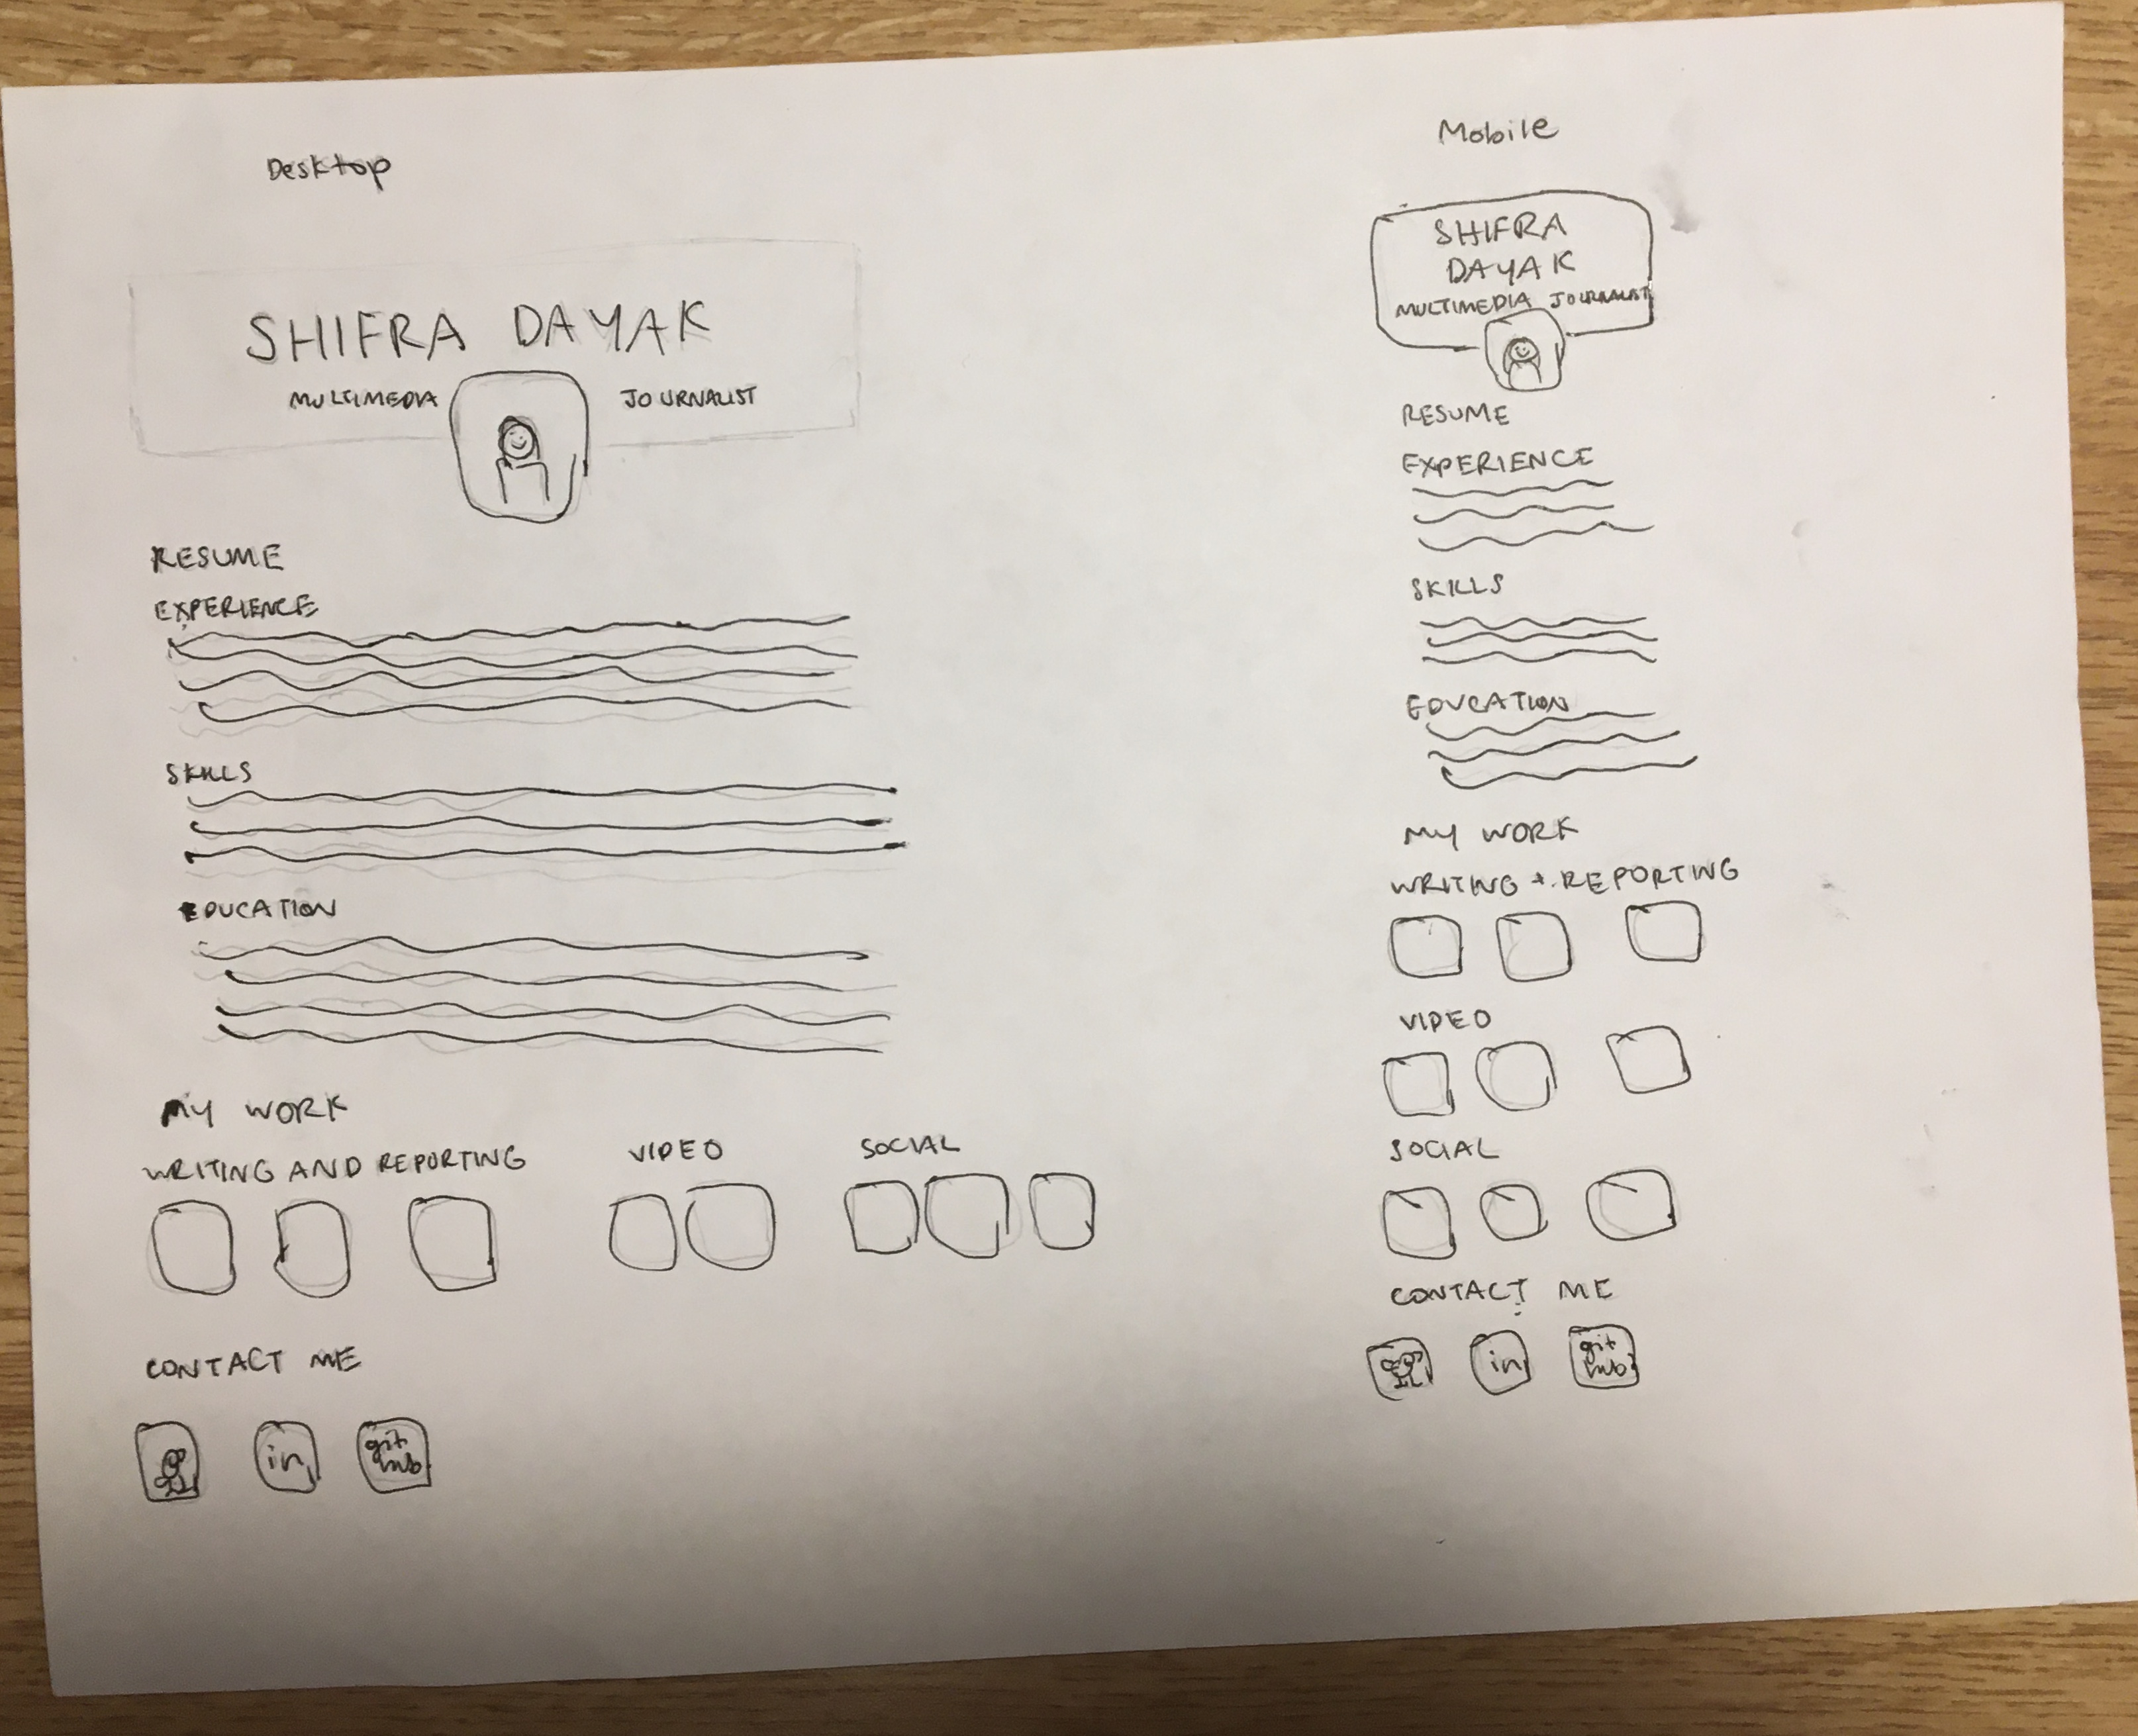 Desktop
SHIFRA DAYAK
MULTIMEDIA JOURNALIST
RESUME
EXPERIENCE
SKILLS
EDUCATION
MY WORK
WRITING AND REPORTING VIDEO SOCIAL
CONTACT ME
in git
hub
Mobile
SHIFRA
DAYAK
MULTIMEDIA JOURNALIST
RESUME
EXPERIENCE
SKILLS
EDUCATION
MY WORK
WRITING + REPORTING
VIDEO
SOCIAL
CONTACT ME
in git
hub